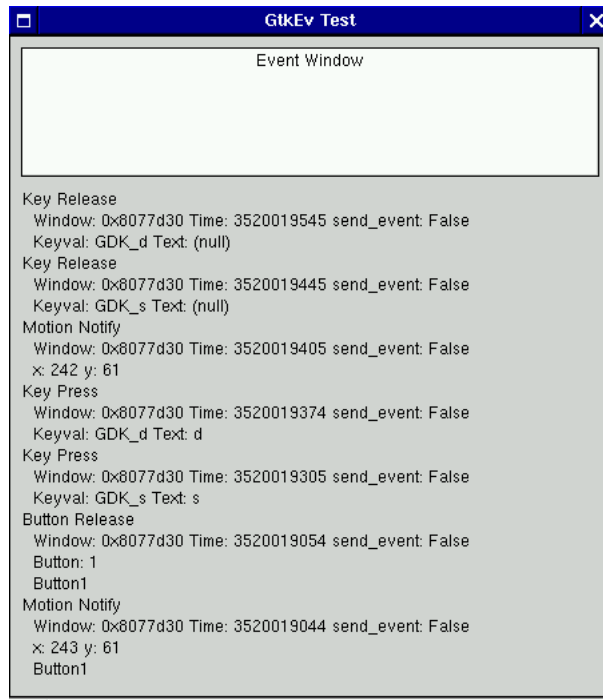 GtkEv Test
Event Window
Key Release
Window: 0x8077d30 Time: 3520019545 send_event: False
Keyval: GDK_d Text: (null)
Key Release
Window: 0x8077d30 Time: 3520019445 send_event: False
Keyval: GDK_s Text: (null)
Motion Notify
Window: 0x8077d30 Time: 3520019405 send_event: False
x: 242 y: 61
Key Press
Window: 0x8077d30 Time: 3520019374 send_event: False
Keyval: GDK_d Text: d
Key Press
Window: 0x8077d30 Time: 3520019305 send_event: False
Keyval: GDK_s Text: s
Button Release
Window: 0x8077d30 Time: 3520019054 send_event: False
Button: 1
Button1
Motion Notify
Window: 0x8077d30 Time: 3520019044 send_event: False
x: 243 y: 61
Button1